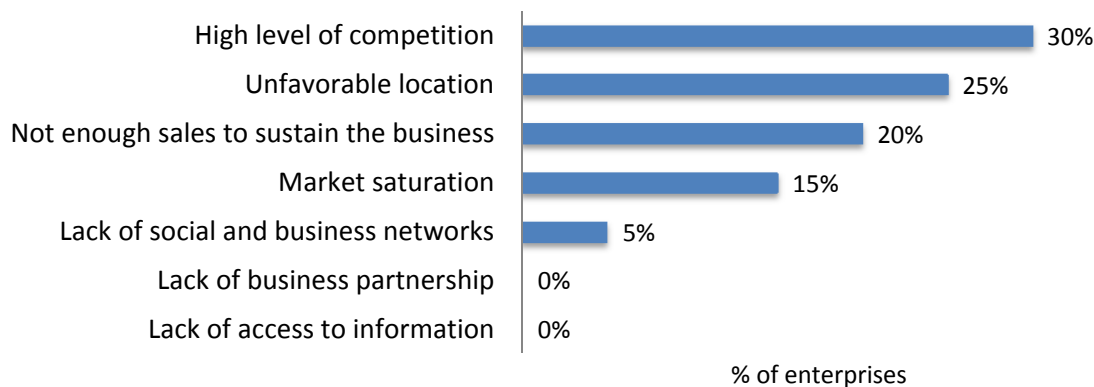 High level of competition 30%
Unfavorable location 25%
Not enough sales to sustain the business 20%
Market saturation 15%
Lack of social and business networks 5%
Lack of business partnership 0%
Lack of access to information 0%
% of enterprises